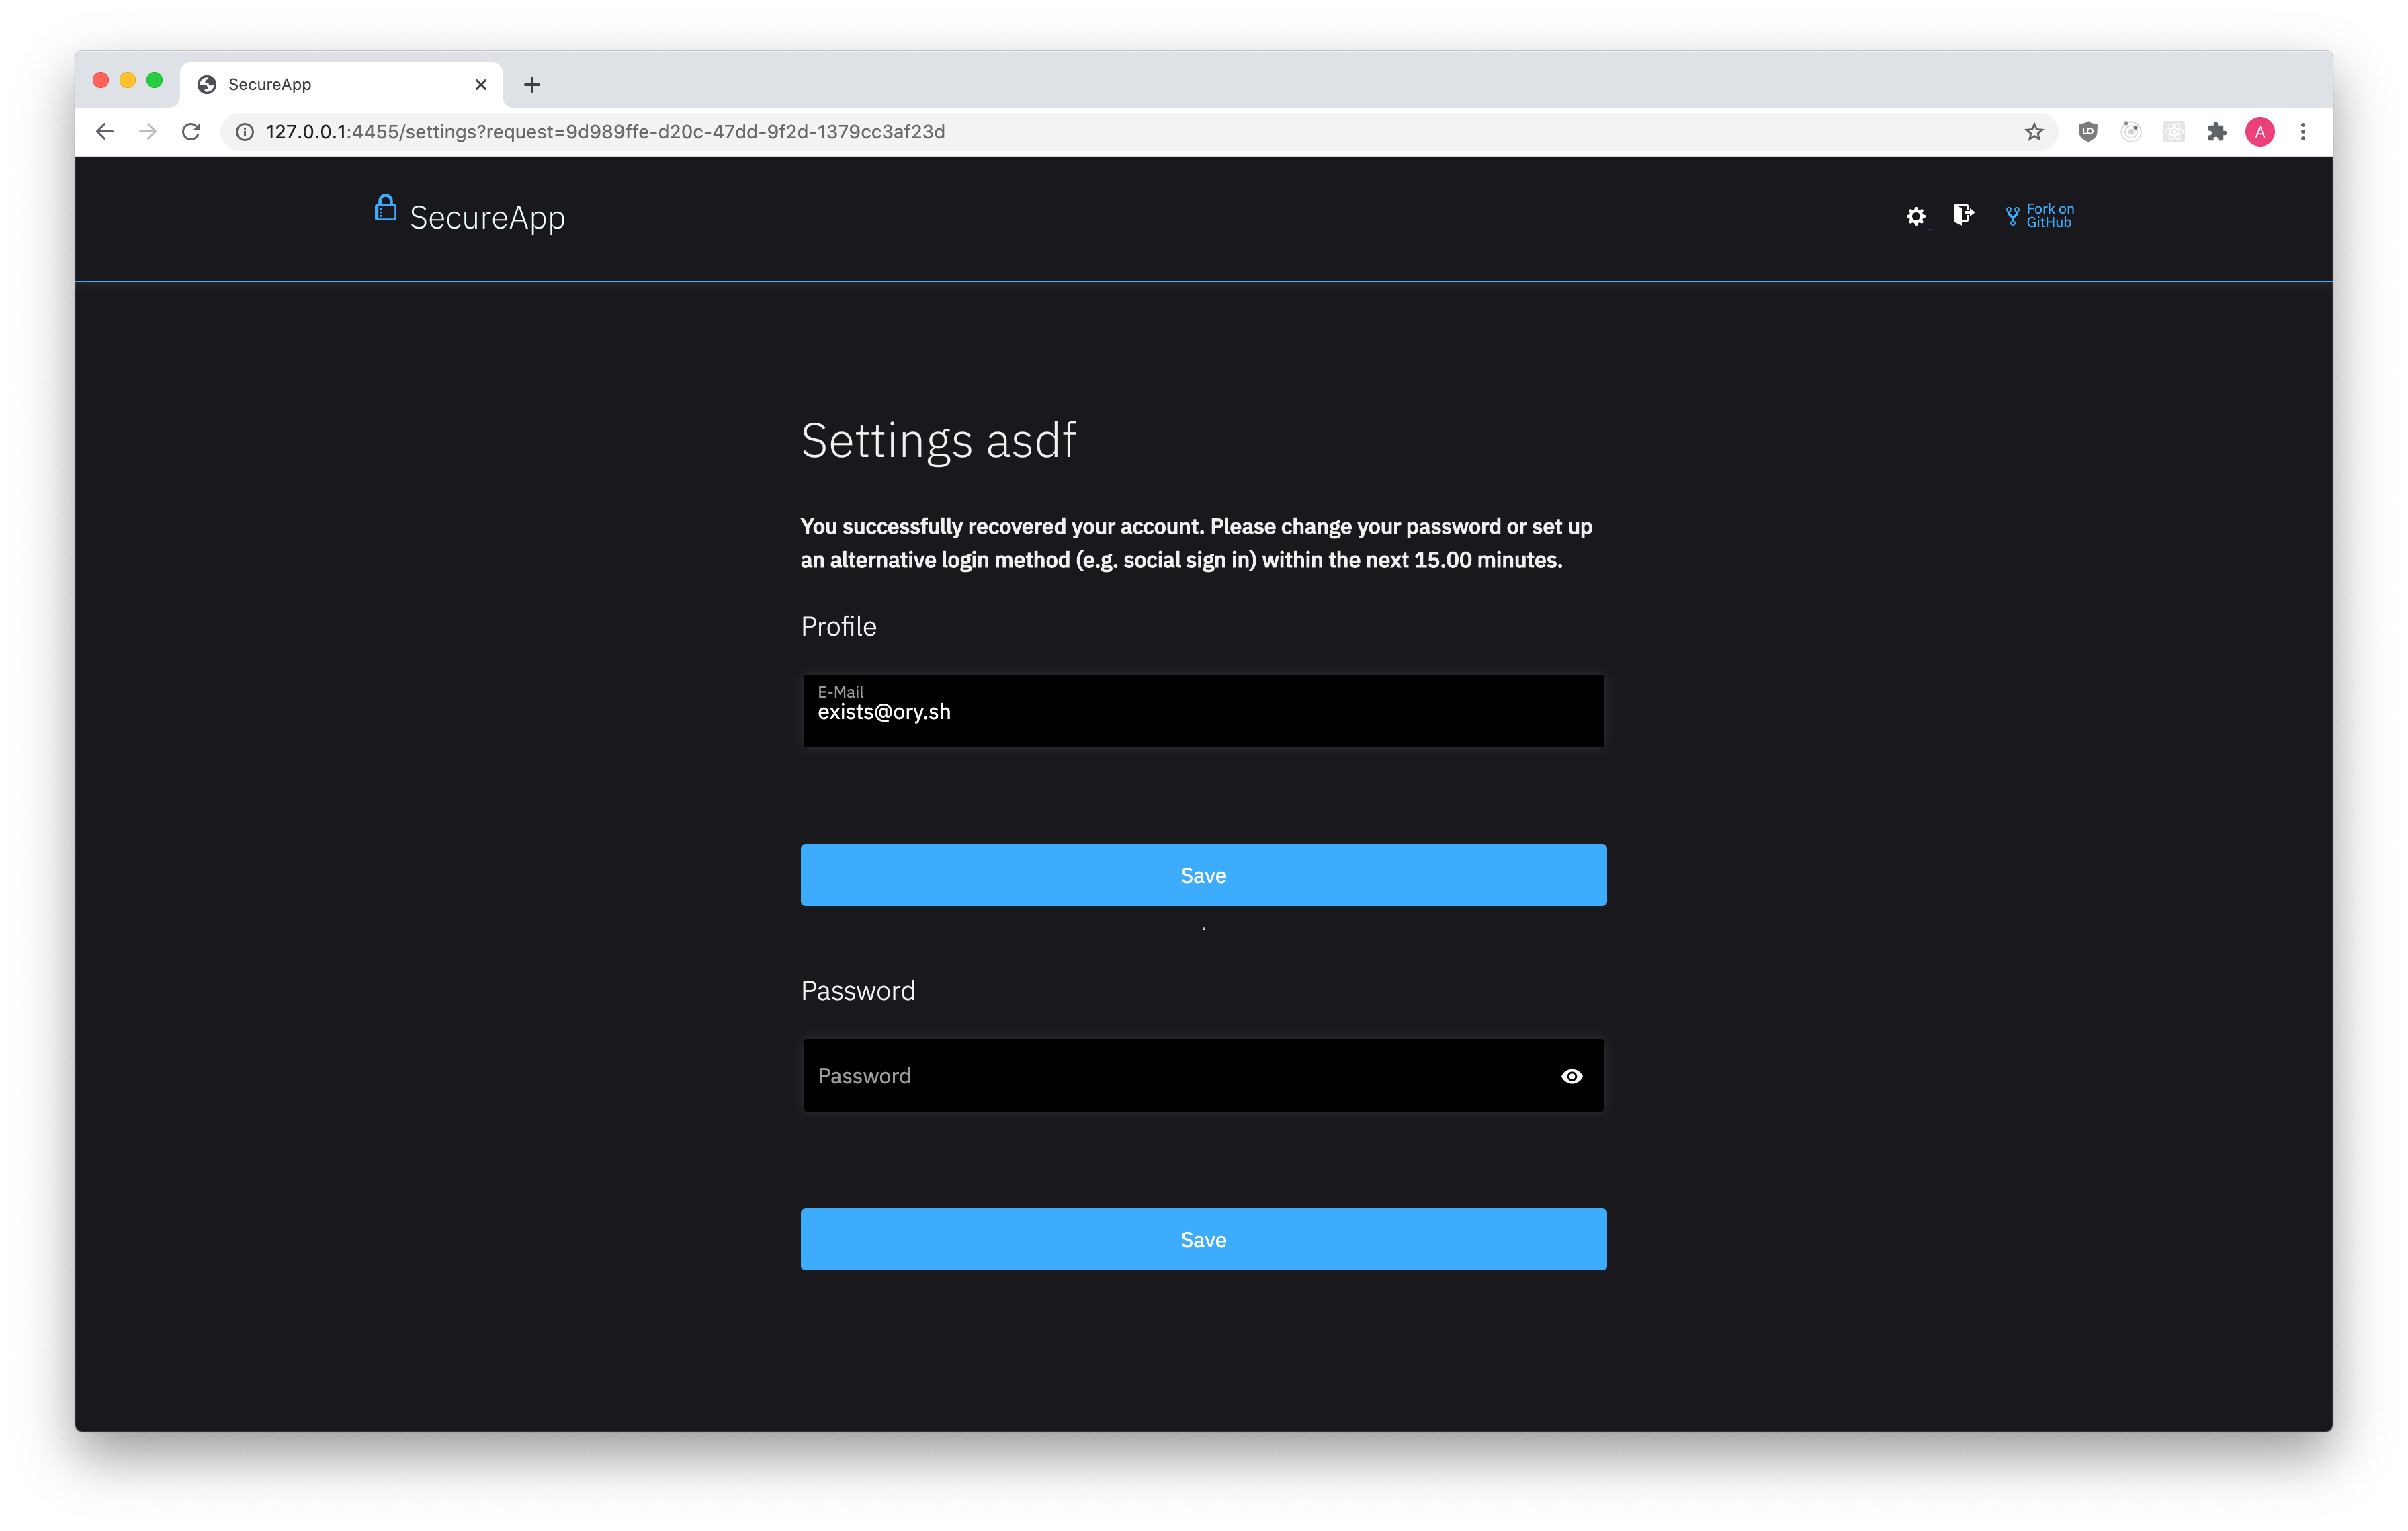 SecureApp
127.0.0.1:4455/settings?request=9d989ffe-d20c-47dd-9f2d-1379cc3af23d
A
SecureApp
Fork on
GitHub
Settings asdf
You successfully recovered your account. Please change your password or set up
an alternative login method (e.g. social sign in) within the next 15.00 minutes.
Profile
E-Mail
exists@ory.sh
Save
.
Password
Password
Save